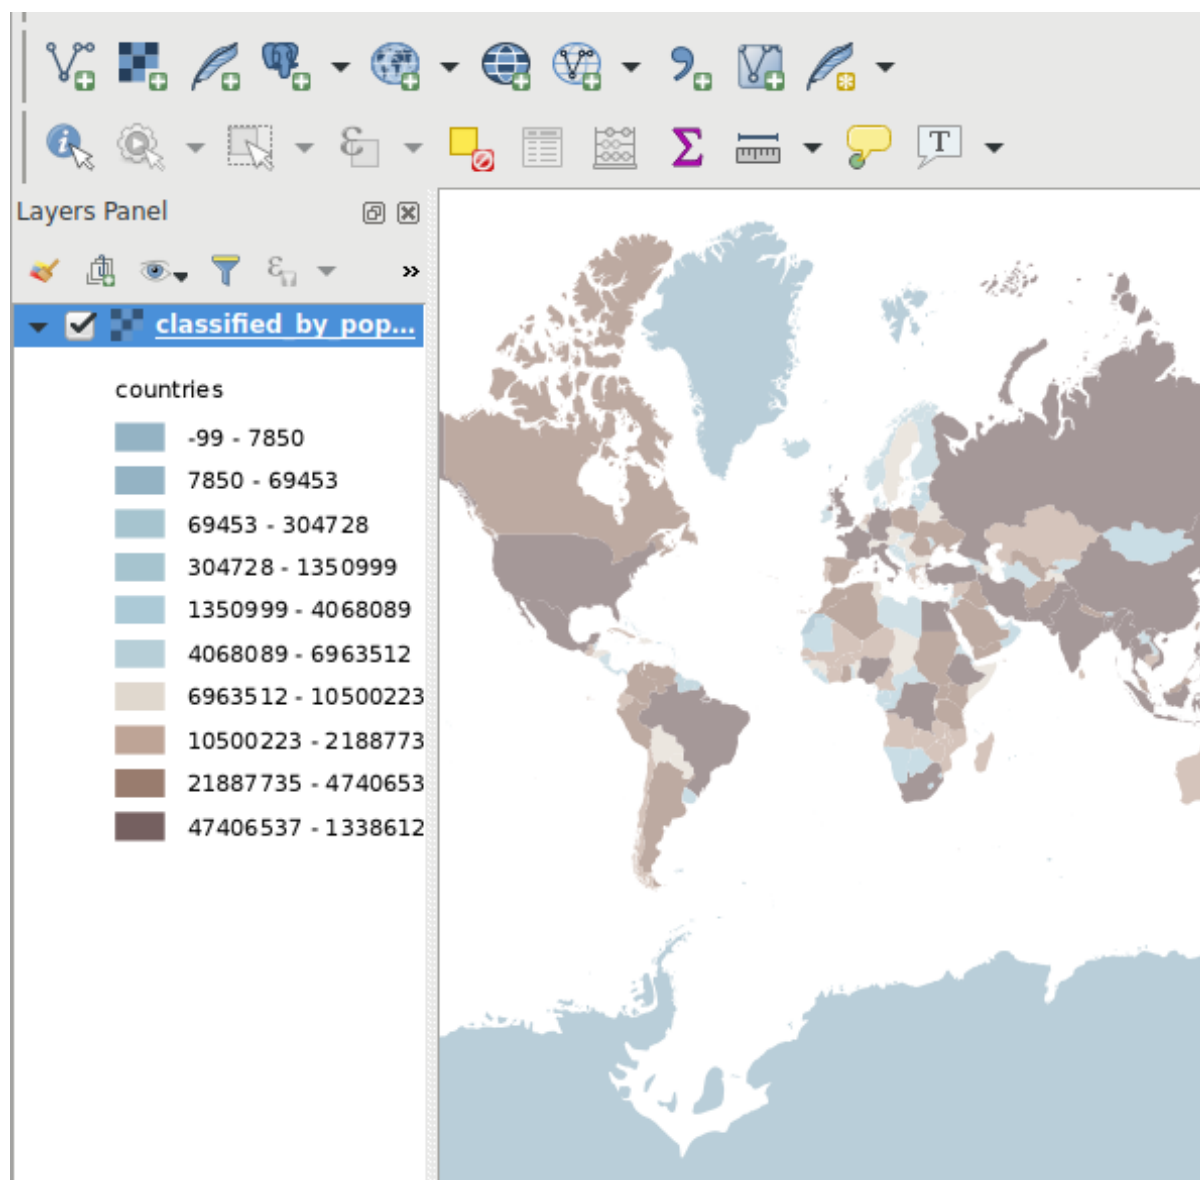 T
Layers Panel
classified_by_pop...
countries
-99 - 7850
7850 - 69453
69453 - 304728
304728 - 1350999
1350999 - 4068089
4068089 - 6963512
6963512 - 10500223
10500223 - 2188773
21887735 - 4740653
47406537 - 1338612